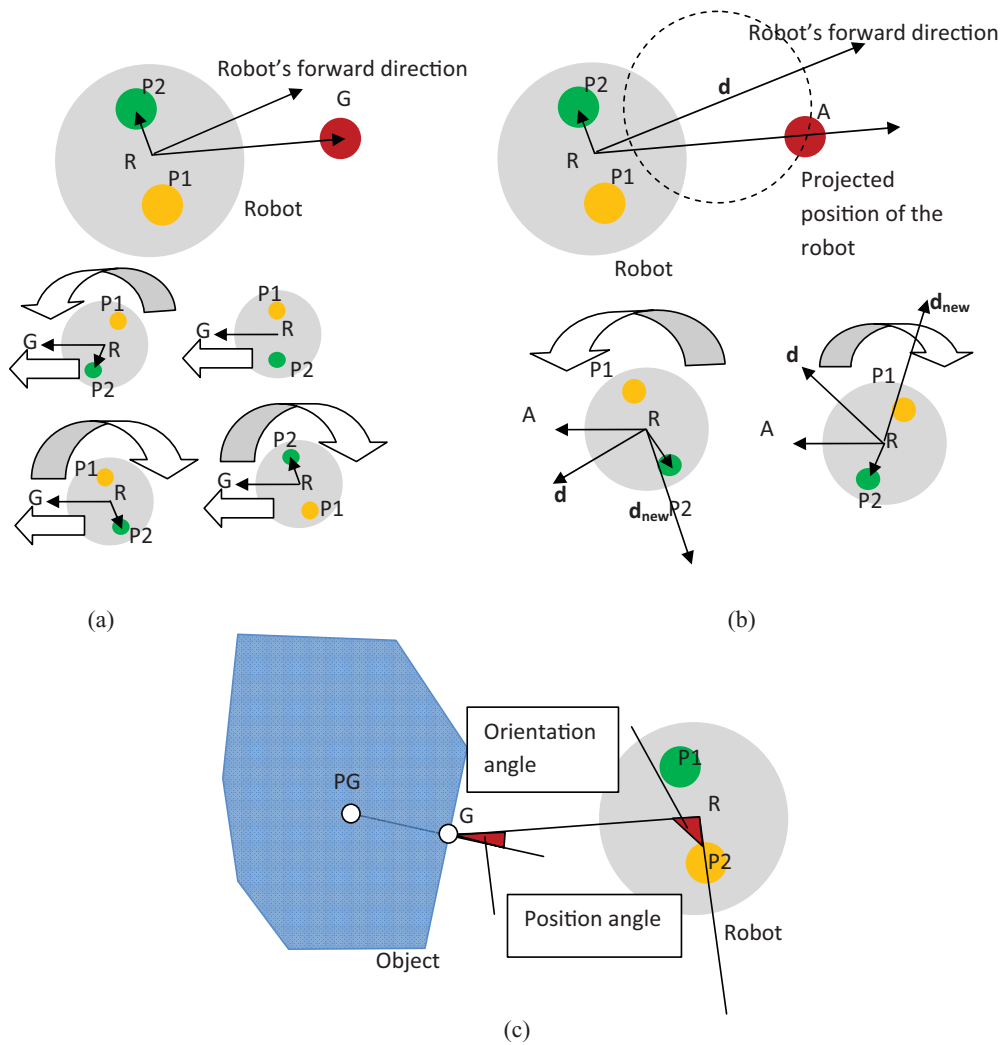 Robot's forward direction
P2
G
R
P1
Robot
P1
G
R
P2
P1
G
R
P2
P1
G
R
P2
P2
G
R
P1
(a)
Robot's forward direction
d
P2
A
R
P1
Projected
position of the
robot
Robot
P1
A
R
d
dnew
P2
dnew
d
P1
A
R
P2
(b)
Orientation
angle
P1
PG
G
R
P2
Position angle
Robot
Object
(c)